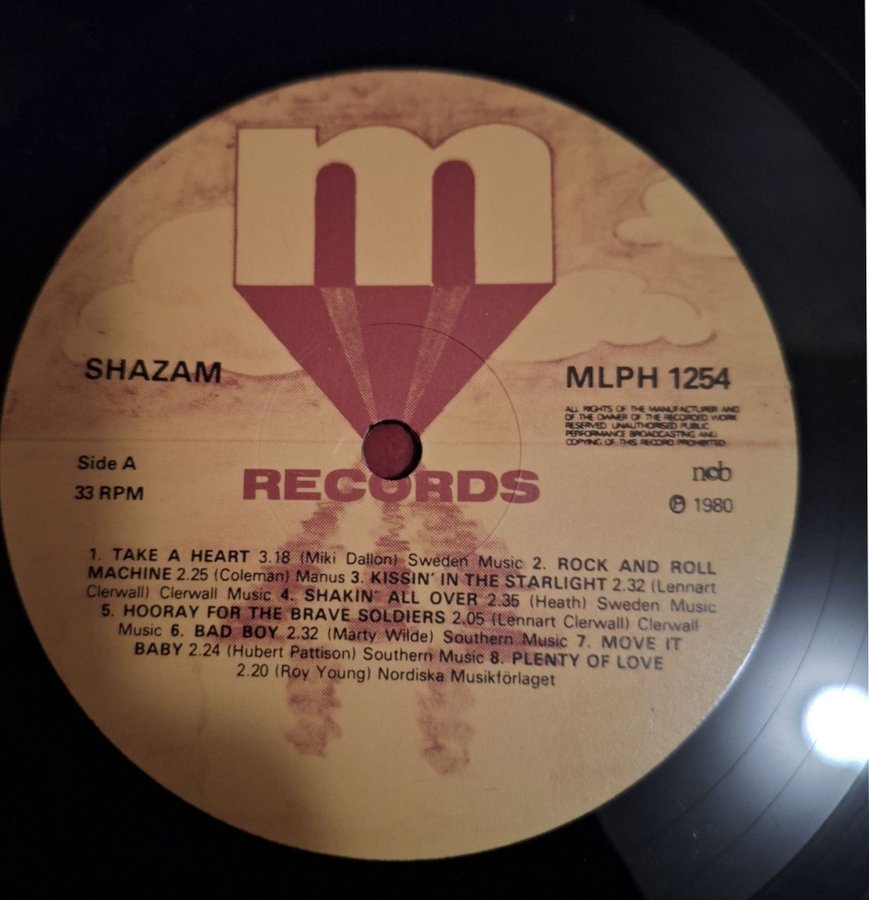 m
SHAZAM
MLPH 1254
ALL RIGHTS OF THE MANUFACTURER AND
OF THE OWNER OF THE RECORDED WORK
RESERVED. UNAUTHORISED PUBLIC
PERFORMANCE BROADCASTING AND
COPYING OF THIS RECORD PROHIBITED.
Side A
33 RPM
RECORDS
ncb
Ⓟ 1980
1. TAKE A HEART 3.18 (Miki Dallon) Sweden Music 2. ROCK AND ROLL
MACHINE 2.25 (Coleman) Manus 3. KISSIN' IN THE STARLIGHT 2.32 (Lennart
Clerwall) Clerwall Music 4. SHAKIN' ALL OVER 2.35 (Heath) Sweden Music
5. HOORAY FOR THE BRAVE SOLDIERS 2.05 (Lennart Clerwall) Clerwall
Music 6. BAD BOY 2.32 (Marty Wilde) Southern Music 7. MOVE IT
BABY 2.24 (Hubert Pattison) Southern Music 8. PLENTY OF LOVE
2.20 (Roy Young) Nordiska Musikförlaget